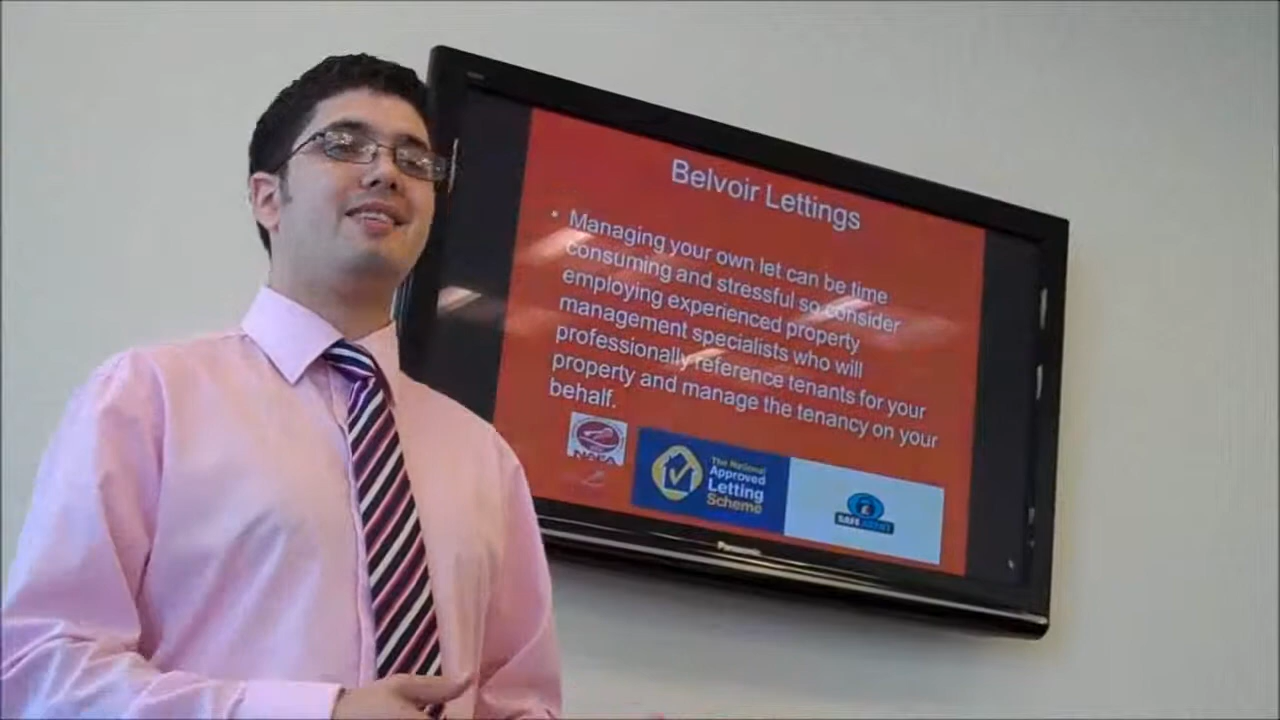 Belvoir Lettings
• Managing your own let can be time
consuming and stressful so consider
employing experienced property
management specialists who will
professionally reference tenants for your
property and manage the tenancy on your
behalf.
The National
Approved
Letting
Scheme
SAFE AGENT
Panasonic